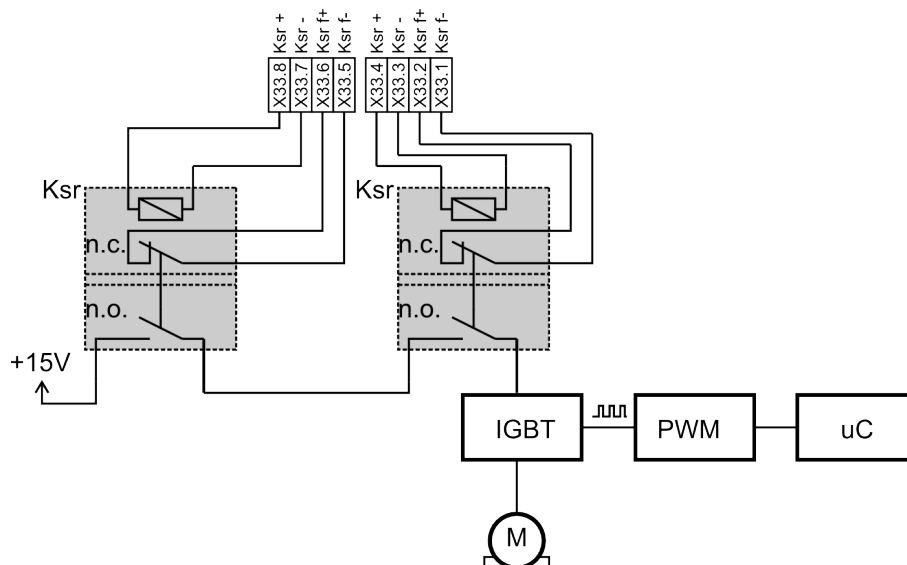 Ksr +
Ksr -
Ksr f+
Ksr f-
Ksr +
Ksr -
Ksr f+
Ksr f-
X33.8
X33.7
X33.6
X33.5
X33.4
X33.3
X33.2
X33.1
Ksr
Ksr
n.c.
n.c.
n.o.
n.o.
+15V
IGBT
PWM
uC
M